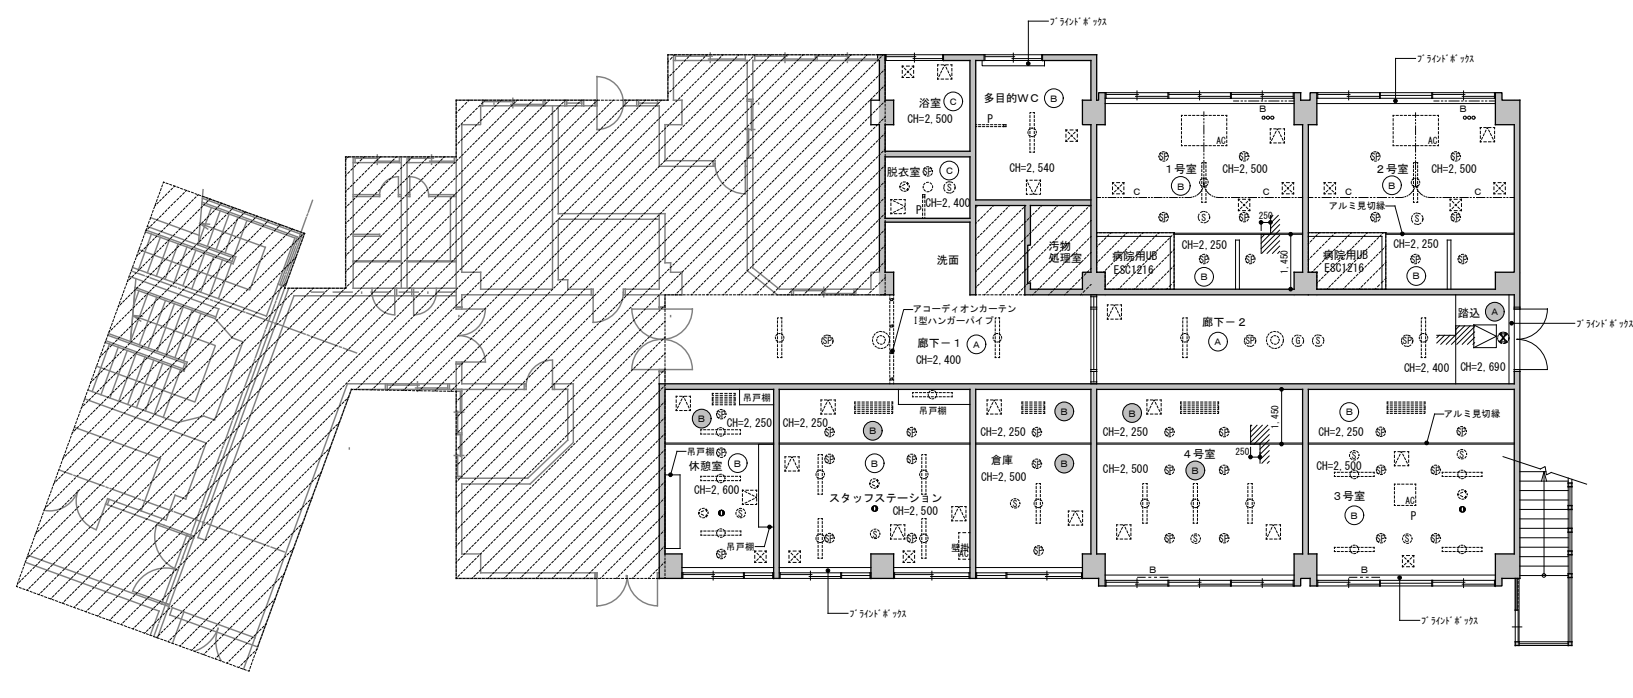 ﾌﾞﾗｲﾝﾄﾞﾎﾞｯｸｽ
ﾌﾞﾗｲﾝﾄﾞﾎﾞｯｸｽ
浴室 C
CH=2,500
多目的WC B
P
CH=2,540
脱衣室 C
S
CH=2,400
P
洗面
汚物
処理室
B
AC
1号室
CH=2,500
B
C
C
S
250
CH=2,250
1,450
病院用UB
ESC1216
B
B
AC
2号室
CH=2,500
B
C
C
アルミ見切縁
S
CH=2,250
病院用UB
ESC1216
B
アコーディオンカーテン
I型ハンガーパイプ
SP
廊下－1 A
CH=2,400
廊下－2
A
SP
G
S
SP
CH=2,400
踏込 A
CH=2,690
ﾌﾞﾗｲﾝﾄﾞﾎﾞｯｸｽ
吊戸棚
B
CH=2,250
吊戸棚
休憩室 B
CH=2,600
S
吊戸棚
吊戸棚
CH=2,250
B
B
スタッフステーション
CH=2,500
S
壁掛
AC
B
CH=2,250
倉庫 B
CH=2,500
S
B
CH=2,250
1,450
250
4号室
CH=2,500
B
S
B
B
CH=2,250
アルミ見切縁
S
S
CH=2,500
3号室
AC
B
P
S
B
ﾌﾞﾗｲﾝﾄﾞﾎﾞｯｸｽ
ﾌﾞﾗｲﾝﾄﾞﾎﾞｯｸｽ